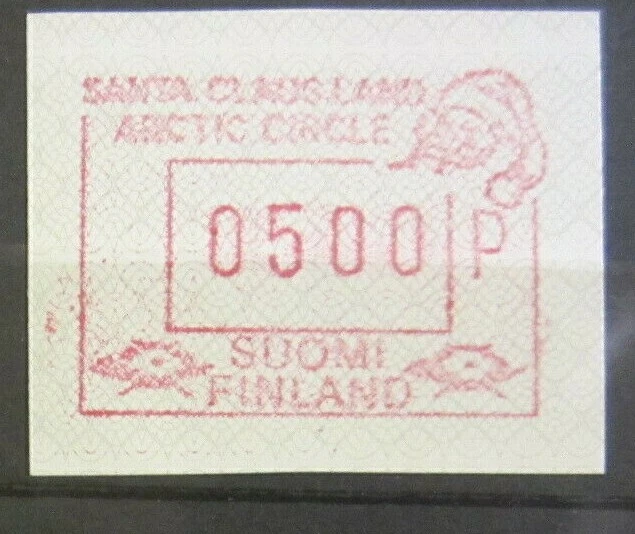 SANTA CLAUS LAND
ARCTIC CIRCLE
0500 P
SUOMI
FINLAND